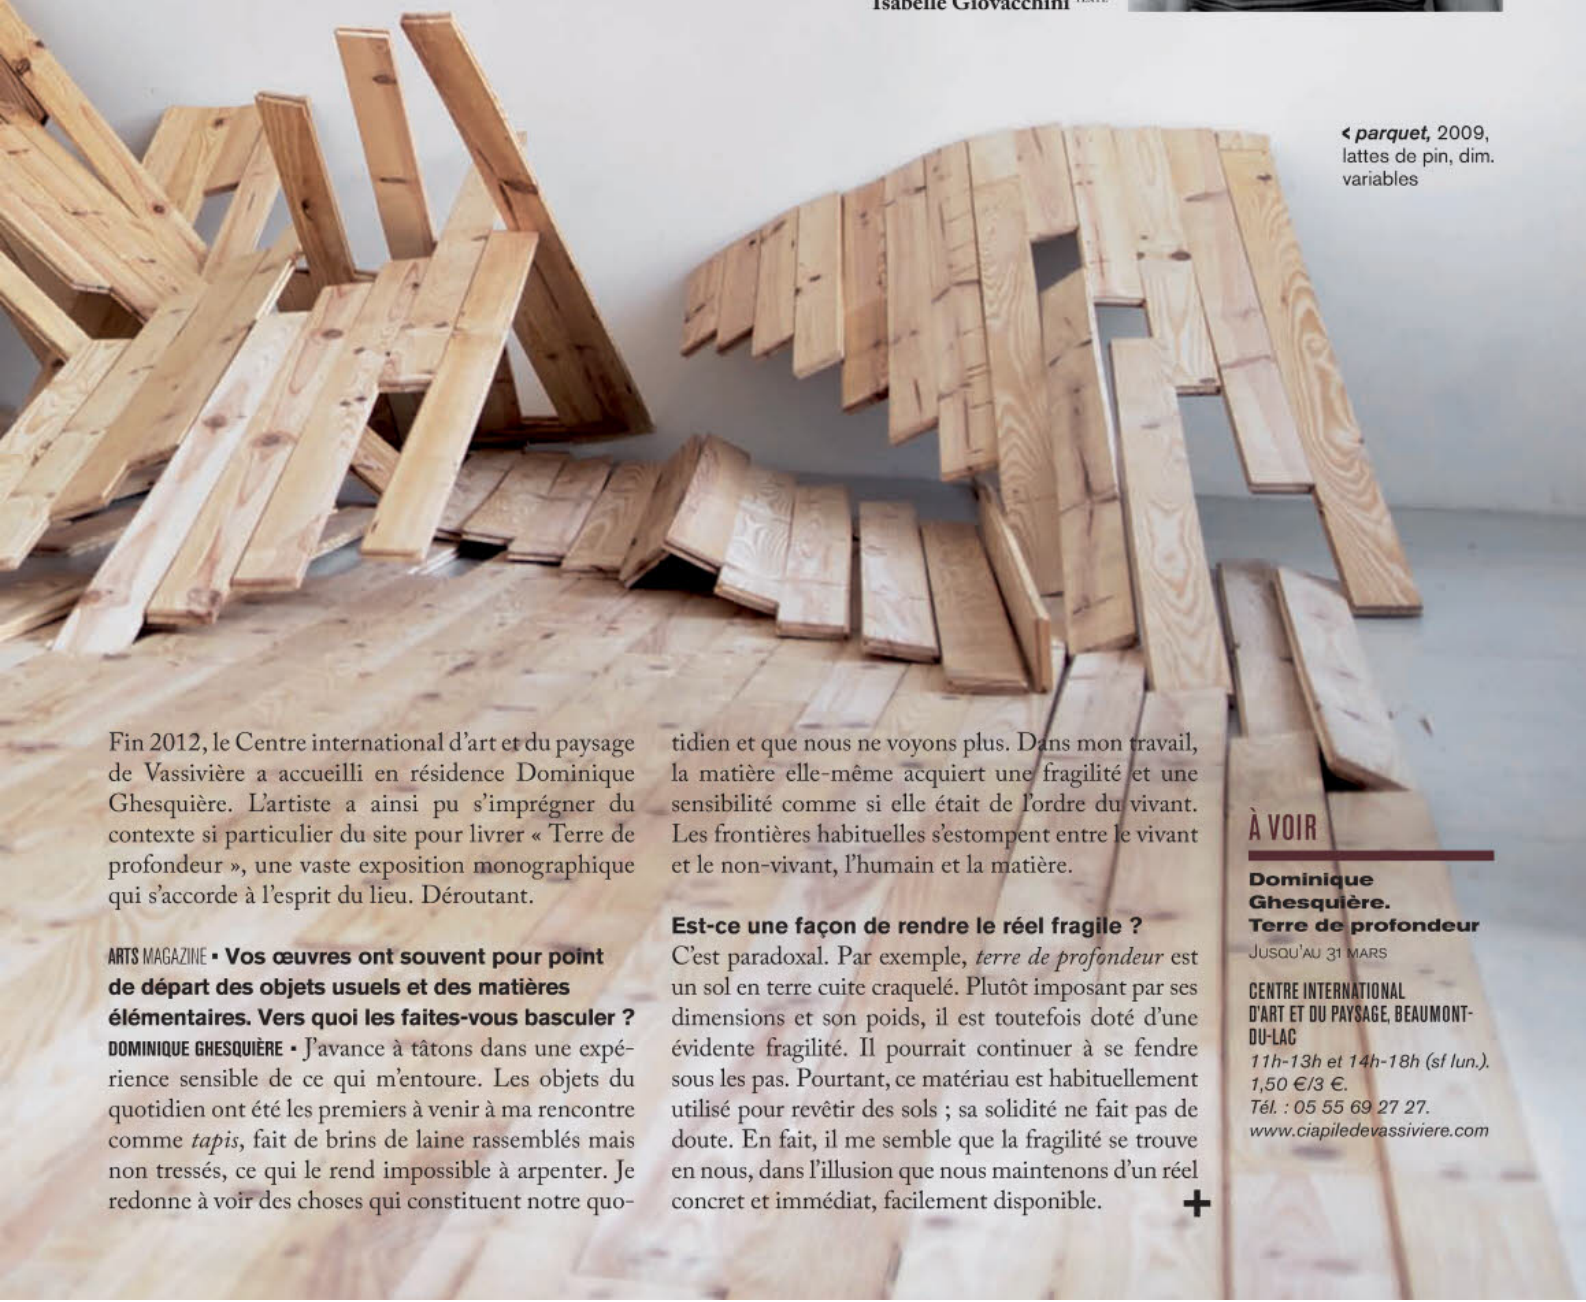 Isabelle Giovacchini TEXTE
< parquet, 2009,
lattes de pin, dim.
variables
Fin 2012, le Centre international d'art et du paysage
de Vassivière a accueilli en résidence Dominique
Ghesquière. L'artiste a ainsi pu s'imprégner du
contexte si particulier du site pour livrer « Terre de
profondeur », une vaste exposition monographique
qui s'accorde à l'esprit du lieu. Déroutant.
ARTS MAGAZINE ▪ Vos œuvres ont souvent pour point
de départ des objets usuels et des matières
élémentaires. Vers quoi les faites-vous basculer ?
DOMINIQUE GHESQUIÈRE ▪ J'avance à tâtons dans une expé-
rience sensible de ce qui m'entoure. Les objets du
quotidien ont été les premiers à venir à ma rencontre
comme tapis, fait de brins de laine rassemblés mais
non tressés, ce qui le rend impossible à arpenter. Je
redonne à voir des choses qui constituent notre quo-
tidien et que nous ne voyons plus. Dans mon travail,
la matière elle-même acquiert une fragilité et une
sensibilité comme si elle était de l'ordre du vivant.
Les frontières habituelles s'estompent entre le vivant
et le non-vivant, l'humain et la matière.
Est-ce une façon de rendre le réel fragile ?
C'est paradoxal. Par exemple, terre de profondeur est
un sol en terre cuite craquelé. Plutôt imposant par ses
dimensions et son poids, il est toutefois doté d'une
évidente fragilité. Il pourrait continuer à se fendre
sous les pas. Pourtant, ce matériau est habituellement
utilisé pour revêtir des sols ; sa solidité ne fait pas de
doute. En fait, il me semble que la fragilité se trouve
en nous, dans l'illusion que nous maintenons d'un réel
concret et immédiat, facilement disponible. +
À VOIR
Dominique
Ghesquière.
Terre de profondeur
JUSQU'AU 31 MARS
CENTRE INTERNATIONAL
D'ART ET DU PAYSAGE, BEAUMONT-
DU-LAC
11h-13h et 14h-18h (sf lun.).
1,50 €/3 €.
Tél. : 05 55 69 27 27.
www.ciapiledevassiviere.com